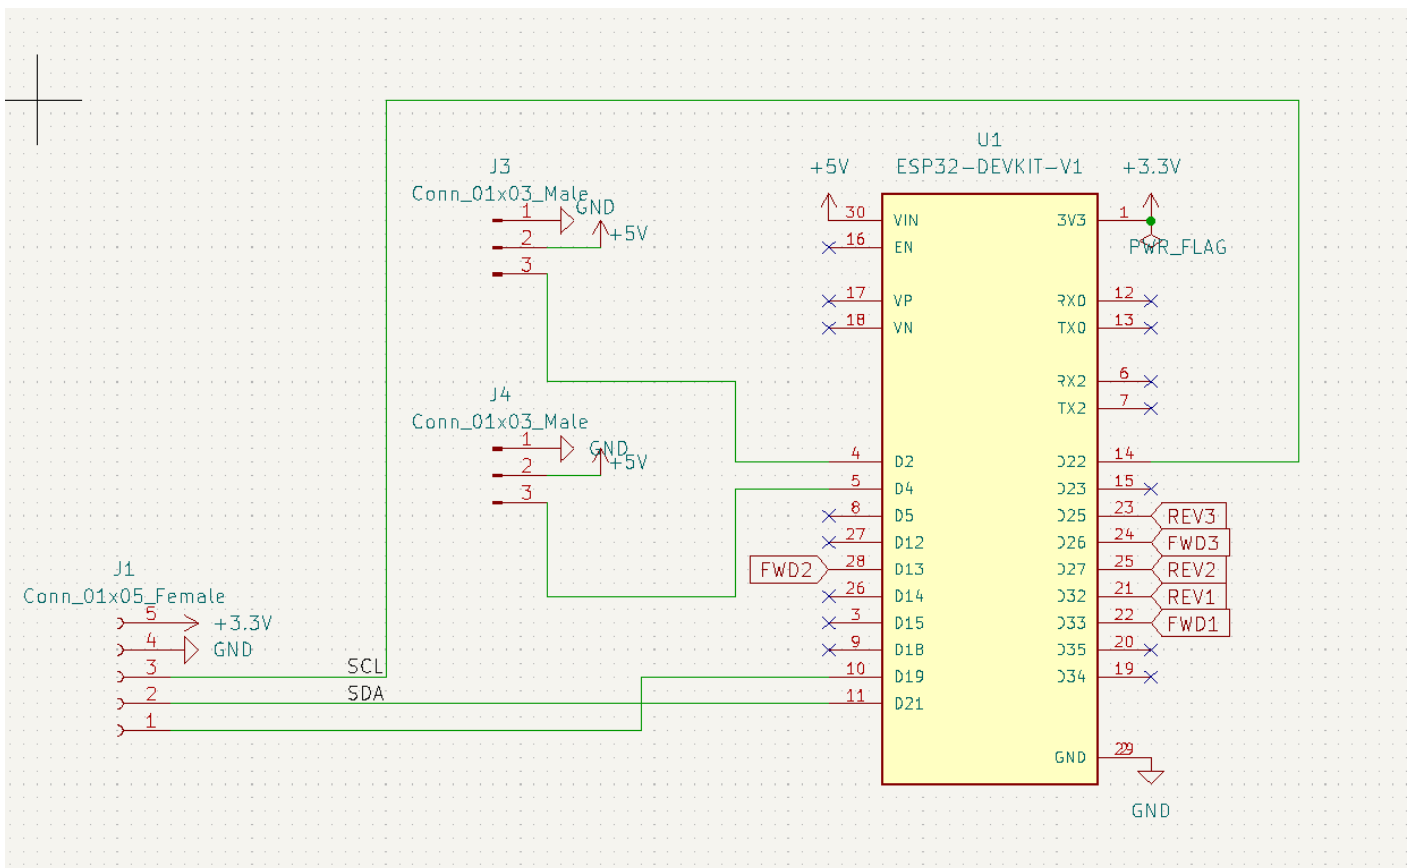 U1
ESP32-DEVKIT-V1
+5V
+3.3V
30 VIN
16 EN
17 VP
18 VN
4 D2
5 D4
8 D5
27 D12
28 D13
FWD2
26 D14
3 D15
9 D18
10 D19
11 D21
3V3 1
PWR_FLAG
RX0 12
TX0 13
RX2 6
TX2 7
D22 14
D23 15
D25 23
REV3
D26 24
FWD3
D27 25
REV2
D32 21
REV1
D33 22
FWD1
D35 20
D34 19
GND
GND
J3
Conn_01x03_Male
1 GND
2 +5V
3
J4
Conn_01x03_Male
1 GND
2 +5V
3
J1
Conn_01x05_Female
5 +3.3V
4 GND
3 SCL
2 SDA
1